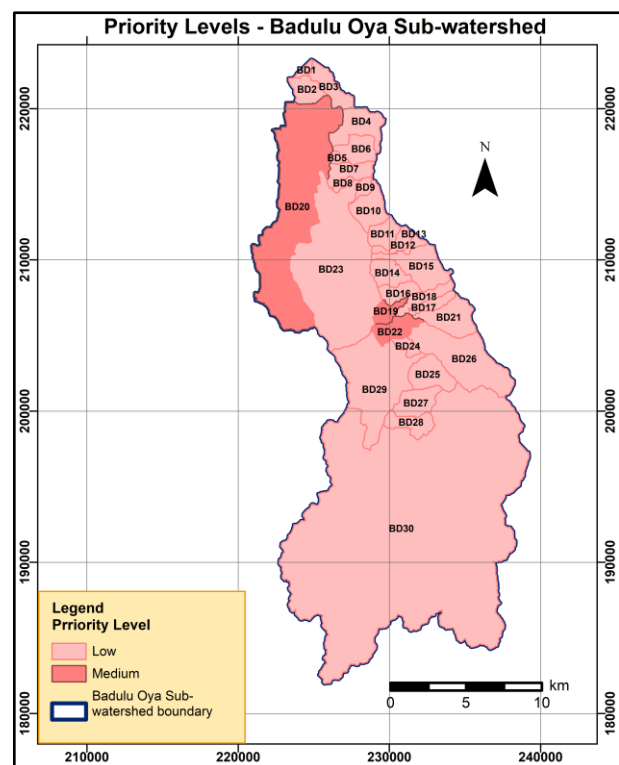 Priority Levels - Badulu Oya Sub-watershed
BD1
BD2
BD3
BD4
BD6
BD5
BD7
BD8
BD9
BD20
BD10
BD11
BD13
BD12
BD23
BD14
BD15
BD16
BD18
BD17
BD19
BD21
BD22
BD24
BD26
BD25
BD29
BD27
BD28
BD30
N
220000
210000
200000
190000
180000
220000
210000
200000
190000
180000
Legend
Priority Level
Low
Medium
Badulu Oya Sub-
watershed boundary
km
0 5 10
210000 220000 230000 240000